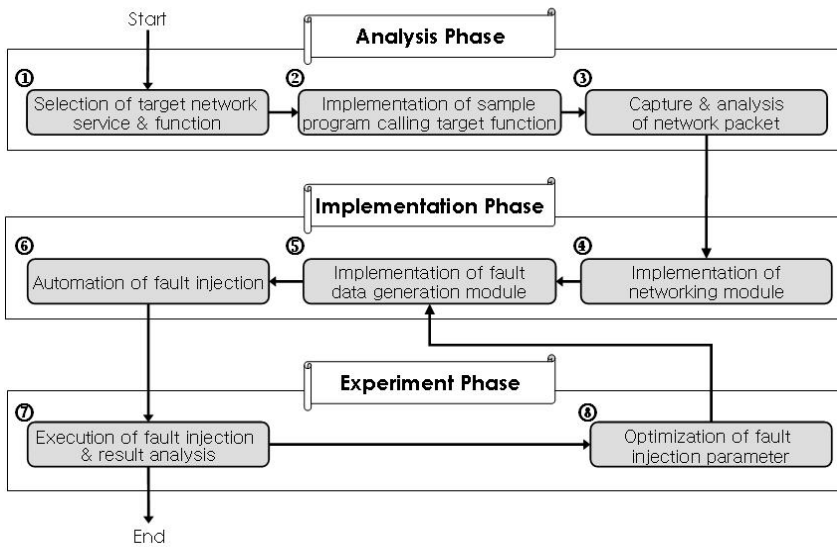 Start
Analysis Phase
①
Selection of target network
service & function
②
Implementation of sample
program calling target function
③
Capture & analysis
of network packet
Implementation Phase
⑥
Automation of fault injection
⑤
Implementation of fault
data generation module
④
Implementation of
networking module
Experiment Phase
⑦
Execution of fault injection
& result analysis
⑧
Optimization of fault
injection parameter
End